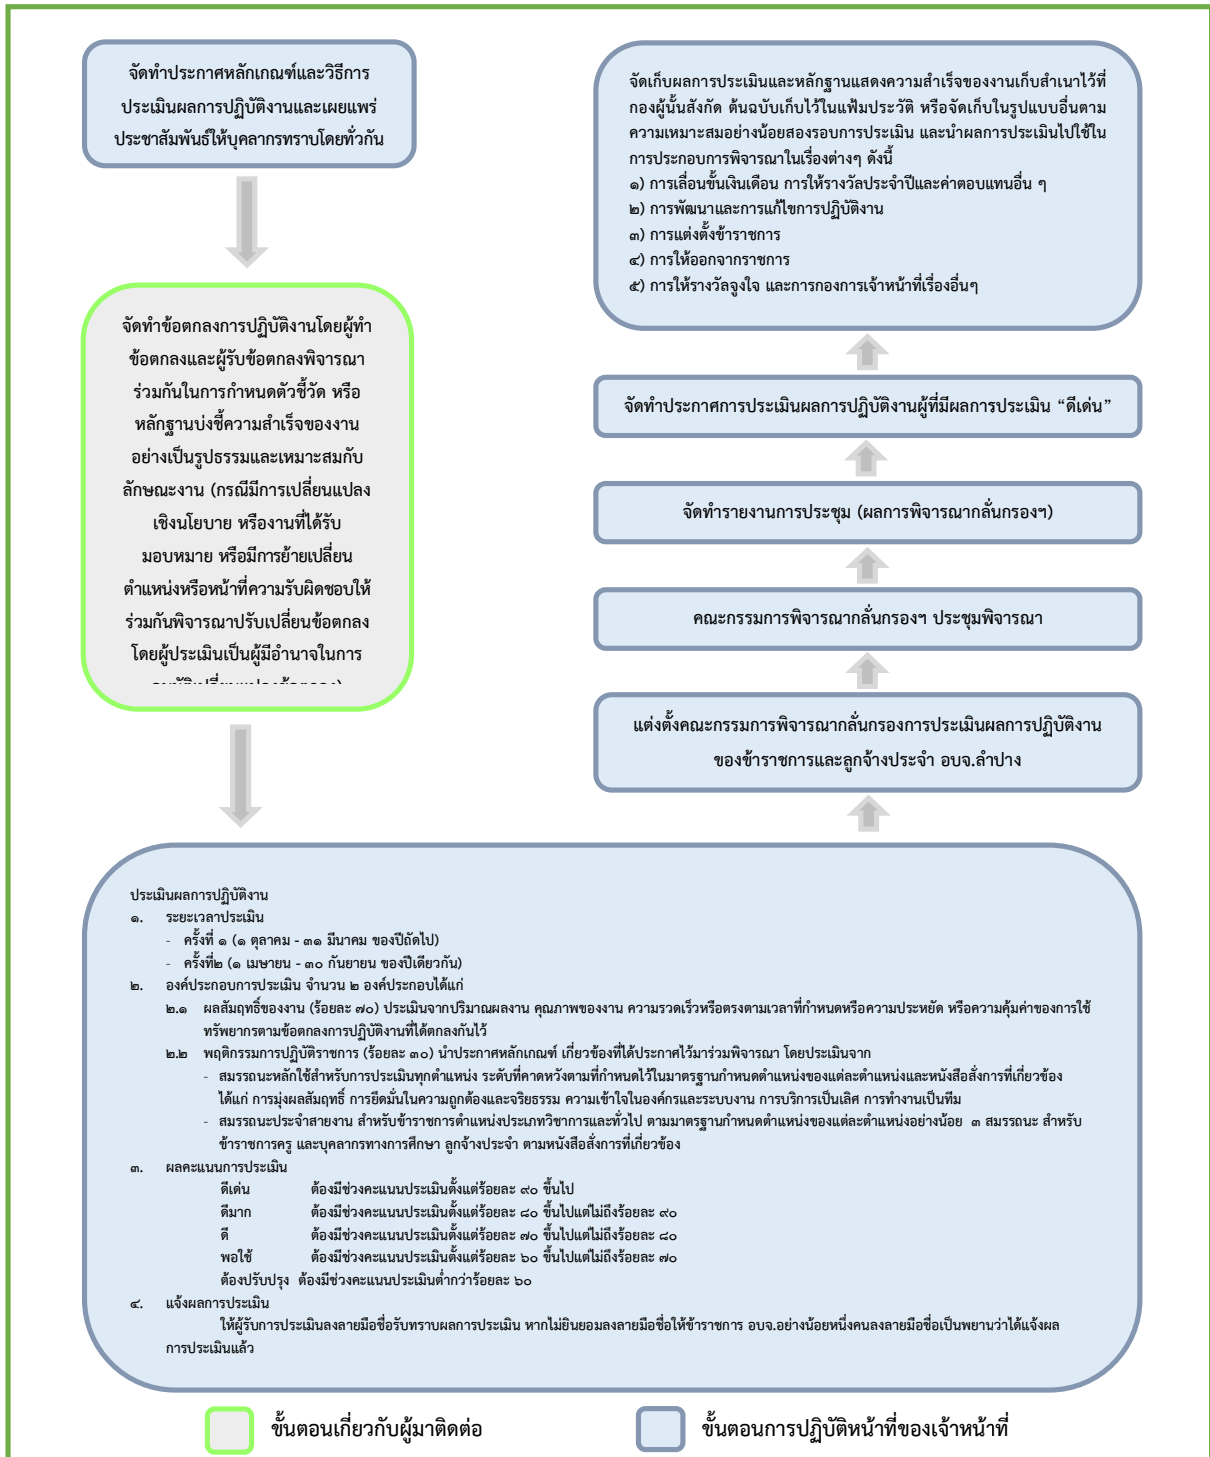 จัดทำประกาศหลักเกณฑ์และวิธีการ
ประเมินผลการปฏิบัติงานและเผยแพร่
ประชาสัมพันธ์ให้บุคลากรทราบโดยทั่วกัน
จัดทำข้อตกลงการปฏิบัติงานโดยผู้ทำ
ข้อตกลงและผู้รับข้อตกลงพิจารณา
ร่วมกันในการกำหนดตัวชี้วัด หรือ
หลักฐานบ่งชี้ความสำเร็จของงาน
อย่างเป็นรูปธรรมและเหมาะสมกับ
ลักษณะงาน (กรณีมีการเปลี่ยนแปลง
เชิงนโยบาย หรืองานที่ได้รับ
มอบหมาย หรือมีการย้ายเปลี่ยน
ตำแหน่งหรือหน้าที่ความรับผิดชอบให้
ร่วมกันพิจารณาปรับเปลี่ยนข้อตกลง
โดยผู้ประเมินเป็นผู้มีอำนาจในการ
ประเมินผลการปฏิบัติงาน
๑. ระยะเวลาประเมิน
- ครั้งที่ ๑ (๑ ตุลาคม - ๓๑ มีนาคม ของปีถัดไป)
- ครั้งที่๒ (๑ เมษายน - ๓๐ กันยายน ของปีเดียวกัน)
๒. องค์ประกอบการประเมิน จำนวน ๒ องค์ประกอบได้แก่
๒.๑ ผลสัมฤทธิ์ของงาน (ร้อยละ ๗๐) ประเมินจากปริมาณผลงาน คุณภาพของงาน ความรวดเร็วหรือตรงตามเวลาที่กำหนดหรือความประหยัด หรือความคุ้มค่าของการใช้
ทรัพยากรตามข้อตกลงการปฏิบัติงานที่ได้ตกลงกันไว้
๒.๒ พฤติกรรมการปฏิบัติราชการ (ร้อยละ ๓๐) นำประกาศหลักเกณฑ์ เกี่ยวข้องที่ได้ประกาศไว้มาร่วมพิจารณา โดยประเมินจาก
- สมรรถนะหลักใช้สำหรับการประเมินทุกตำแหน่ง ระดับที่คาดหวังตามที่กำหนดไว้ในมาตรฐานกำหนดตำแหน่งของแต่ละตำแหน่งและหนังสือสั่งการที่เกี่ยวข้อง
ได้แก่ การมุ่งผลสัมฤทธิ์ การยึดมั่นในความถูกต้องและจริยธรรม ความเข้าใจในองค์กรและระบบงาน การบริการเป็นเลิศ การทำงานเป็นทีม
- สมรรถนะประจำสายงาน สำหรับข้าราชการตำแหน่งประเภทวิชาการและทั่วไป ตามมาตรฐานกำหนดตำแหน่งของแต่ละตำแหน่งอย่างน้อย ๓ สมรรถนะ สำหรับ
ข้าราชการครู และบุคลากรทางการศึกษา ลูกจ้างประจำ ตามหนังสือสั่งการที่เกี่ยวข้อง
๓. ผลคะแนนการประเมิน
ดีเด่น ต้องมีช่วงคะแนนประเมินตั้งแต่ร้อยละ ๙๐ ขึ้นไป
ดีมาก ต้องมีช่วงคะแนนประเมินตั้งแต่ร้อยละ ๘๐ ขึ้นไปแต่ไม่ถึงร้อยละ ๙๐
ดี ต้องมีช่วงคะแนนประเมินตั้งแต่ร้อยละ ๗๐ ขึ้นไปแต่ไม่ถึงร้อยละ ๘๐
พอใช้ ต้องมีช่วงคะแนนประเมินตั้งแต่ร้อยละ ๖๐ ขึ้นไปแต่ไม่ถึงร้อยละ ๗๐
ต้องปรับปรุง ต้องมีช่วงคะแนนประเมินต่ำกว่าร้อยละ ๖๐
๔. แจ้งผลการประเมิน
ให้ผู้รับการประเมินลงลายมือชื่อรับทราบผลการประเมิน หากไม่ยินยอมลงลายมือชื่อให้ข้าราชการ อบจ.อย่างน้อยหนึ่งคนลงลายมือชื่อเป็นพยานว่าได้แจ้งผล
การประเมินแล้ว
แต่งตั้งคณะกรรมการพิจารณากลั่นกรองการประเมินผลการปฏิบัติงาน
ของข้าราชการและลูกจ้างประจำ อบจ.ลำปาง
คณะกรรมการพิจารณากลั่นกรองฯ ประชุมพิจารณา
จัดทำรายงานการประชุม (ผลการพิจารณากลั่นกรองฯ)
จัดทำประกาศการประเมินผลการปฏิบัติงานผู้ที่มีผลการประเมิน “ดีเด่น”
จัดเก็บผลการประเมินและหลักฐานแสดงความสำเร็จของงานเก็บสำเนาไว้ที่
กองผู้นั้นสังกัด ต้นฉบับเก็บไว้ในแฟ้มประวัติ หรือจัดเก็บในรูปแบบอื่นตาม
ความเหมาะสมอย่างน้อยสองรอบการประเมิน และนำผลการประเมินไปใช้ใน
การประกอบการพิจารณาในเรื่องต่างๆ ดังนี้
๑) การเลื่อนขั้นเงินเดือน การให้รางวัลประจำปีและค่าตอบแทนอื่น ๆ
๒) การพัฒนาและการแก้ไขการปฏิบัติงาน
๓) การแต่งตั้งข้าราชการ
๔) การให้ออกจากราชการ
๕) การให้รางวัลจูงใจ และการกองการเจ้าหน้าที่เรื่องอื่นๆ
ขั้นตอนเกี่ยวกับผู้มาติดต่อ
ขั้นตอนการปฏิบัติหน้าที่ของเจ้าหน้าที่